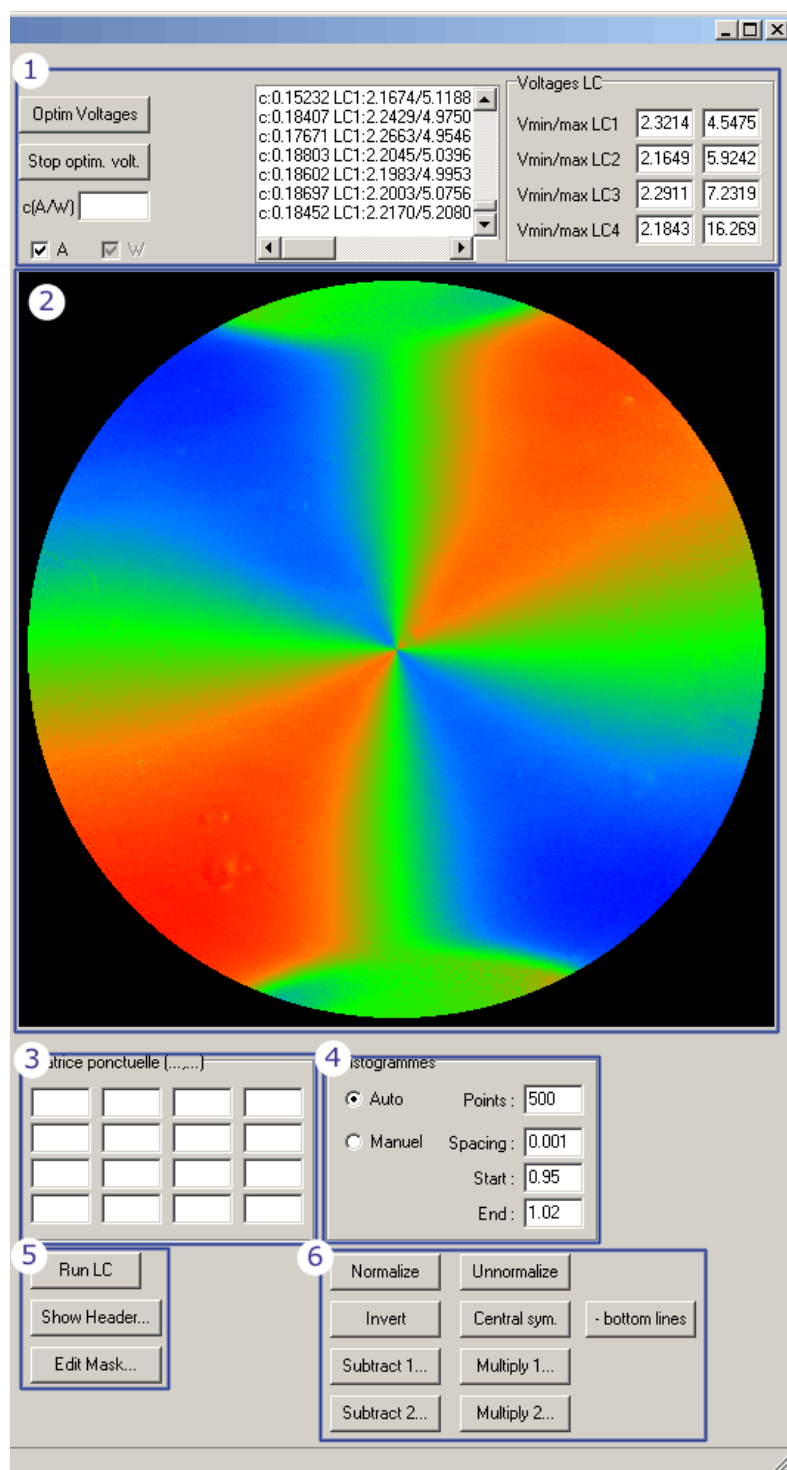 1
Optim Voltages
Stop optim. volt.
c(A/W)
A W
c:0.15232 LC1:2.1674/5.1188
c:0.18407 LC1:2.2429/4.9750
c:0.17671 LC1:2.2663/4.9546
c:0.18803 LC1:2.2045/5.0396
c:0.18602 LC1:2.1983/4.9953
c:0.18697 LC1:2.2003/5.0756
c:0.18452 LC1:2.2170/5.2080
Voltages LC
Vmin/max LC1 2.3214 4.5475
Vmin/max LC2 2.1649 5.9242
Vmin/max LC3 2.2911 7.2319
Vmin/max LC4 2.1843 16.269
2
3
atrice ponctuelle (...,...)
4
istogrammes
Auto Points : 500
Manuel Spacing : 0.001
Start : 0.95
End : 1.02
5
Run LC
Show Header...
Edit Mask...
6
Normalize Unnormalize
Invert Central sym. - bottom lines
Subtract 1... Multiply 1...
Subtract 2... Multiply 2...